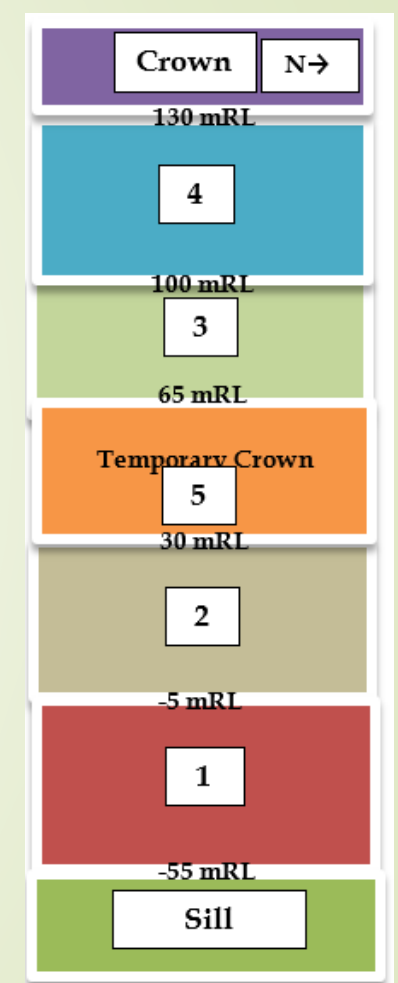 Crown N→
130 mRL
4
100 mRL
3
65 mRL
Temporary Crown
5
30 mRL
2
-5 mRL
1
-55 mRL
Sill